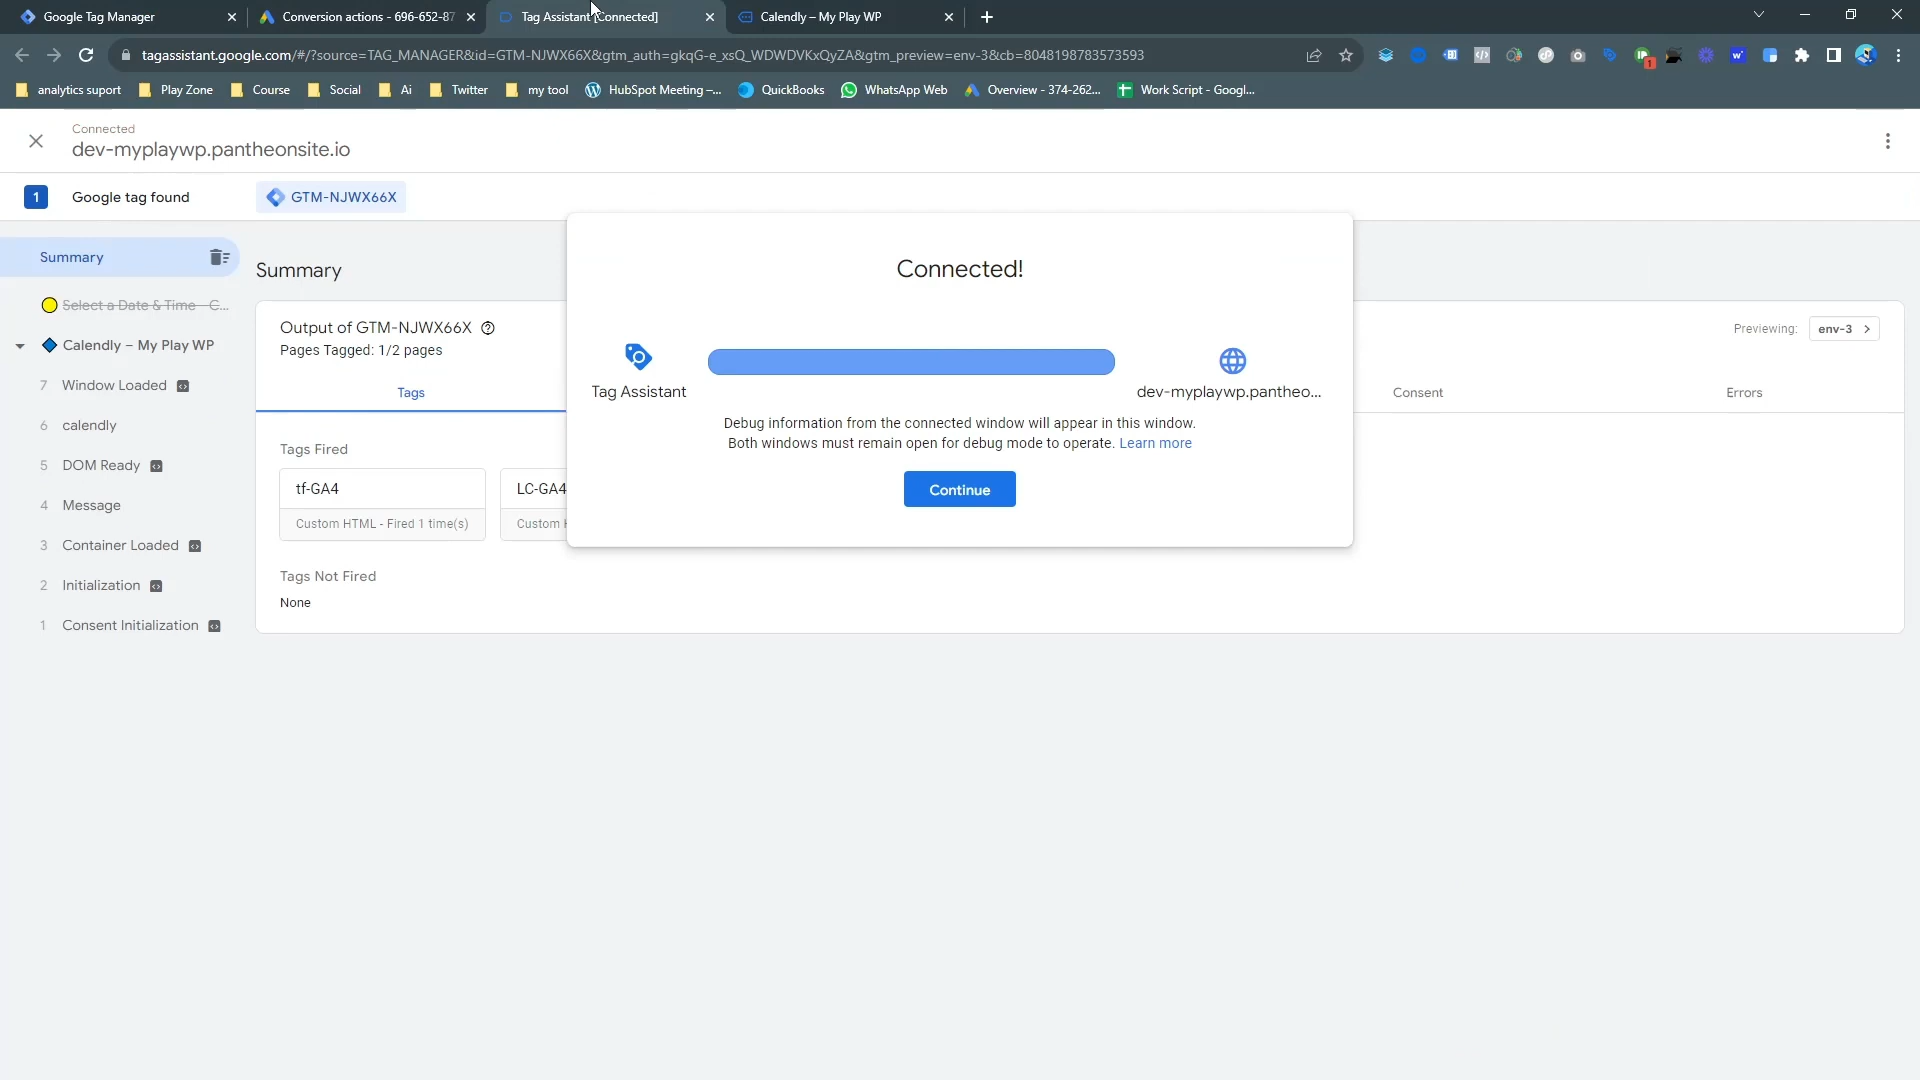 Google Tag Manager
Conversion actions - 696-652-87
Tag Assistant [Connected]
Calendly – My Play WP
tagassistant.google.com/#/?source=TAG_MANAGER&id=GTM-NJWX66X&gtm_auth=gkqG-e_xsQ_WDWDVKxQyZA&gtm_preview=env-3&cb=8048198783573593
analytics suport
Play Zone
Course
Social
Ai
Twitter
my tool
HubSpot Meeting –...
QuickBooks
WhatsApp Web
Overview - 374-262...
Work Script - Googl...
Connected
dev-myplaywp.pantheonsite.io
1
Google tag found
GTM-NJWX66X
Summary
Select a Date & Time - C...
Calendly – My Play WP
7 Window Loaded
6 calendly
5 DOM Ready
4 Message
3 Container Loaded
2 Initialization
1 Consent Initialization
Summary
Output of GTM-NJWX66X
Pages Tagged: 1/2 pages
Previewing: env-3
Tags
Consent
Errors
Tags Fired
tf-GA4
Custom HTML - Fired 1 time(s)
LC-GA4
Custom
Tags Not Fired
None
Connected!
Tag Assistant
dev-myplaywp.pantheo...
Debug information from the connected window will appear in this window.
Both windows must remain open for debug mode to operate. Learn more
Continue